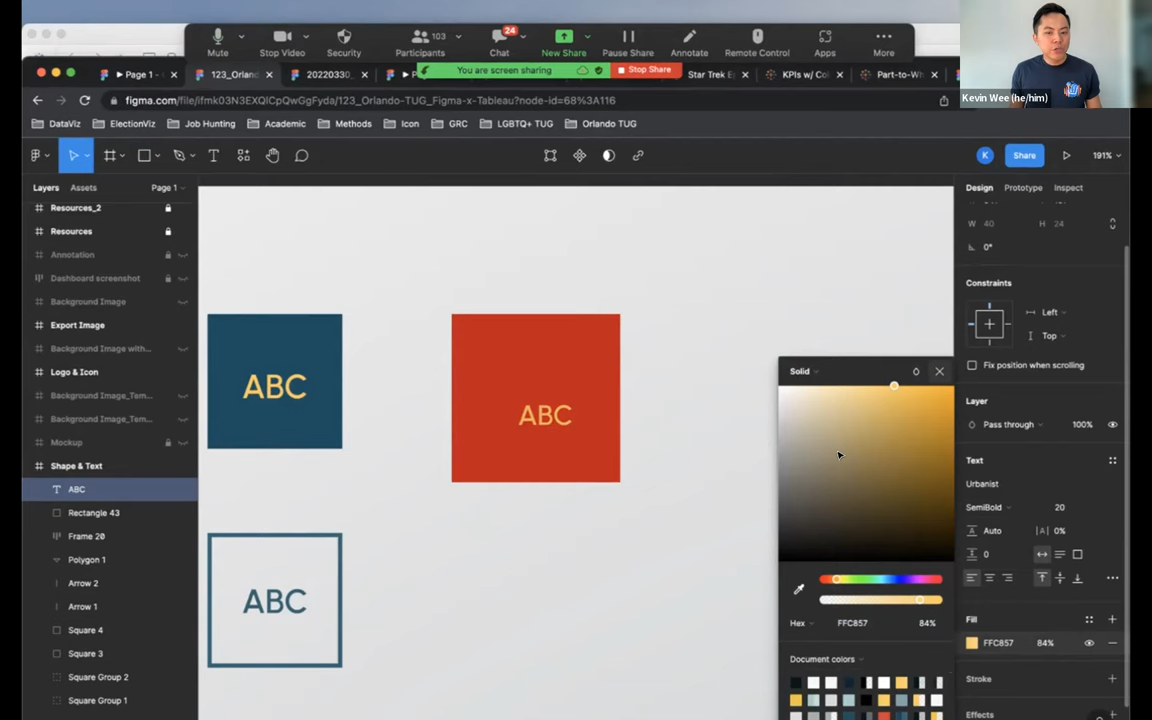 Mute
Stop Video
Security
103
Participants
24
Chat
New Share
Pause Share
Annotate
Remote Control
Apps
More
You are screen sharing
Stop Share
Kevin Wee (he/him)
Page 1 -
123_Orland
20220330_
Star Trek Ep
KPIs w/ Col
Part-to-Wh
figma.com/file/ifmk03N3EXQlCpQwGgFyda/123_Orlando-TUG_Figma-x-Tableau?node-id=68%3A116
DataViz
ElectionViz
Job Hunting
Academic
Methods
Icon
GRC
LGBTQ+ TUG
Orlando TUG
K
Share
191%
Layers
Assets
Page 1
Resources_2
Resources
Annotation
Dashboard screenshot
Background Image
Export Image
Background Image with...
Logo & Icon
Background Image_Tem...
Background Image_Tem...
Mockup
Shape & Text
ABC
Rectangle 43
Frame 20
Polygon 1
Arrow 2
Arrow 1
Square 4
Square 3
Square Group 2
Square Group 1
ABC
ABC
ABC
Solid
Hex
FFC857
84%
Document colors
Design
Prototype
Inspect
W 40
H 24
0°
Constraints
Left
Top
Fix position when scrolling
Layer
Pass through
100%
Text
Urbanist
SemiBold
20
Auto
|A| 0%
0
Fill
FFC857
84%
Stroke
Effects